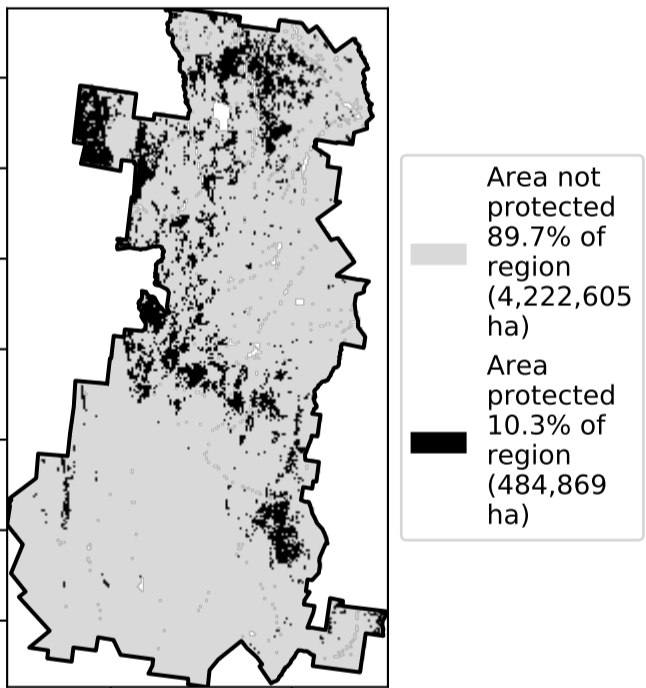 Area not
protected
89.7% of
region
(4,222,605
ha)
Area
protected
10.3% of
region
(484,869
ha)